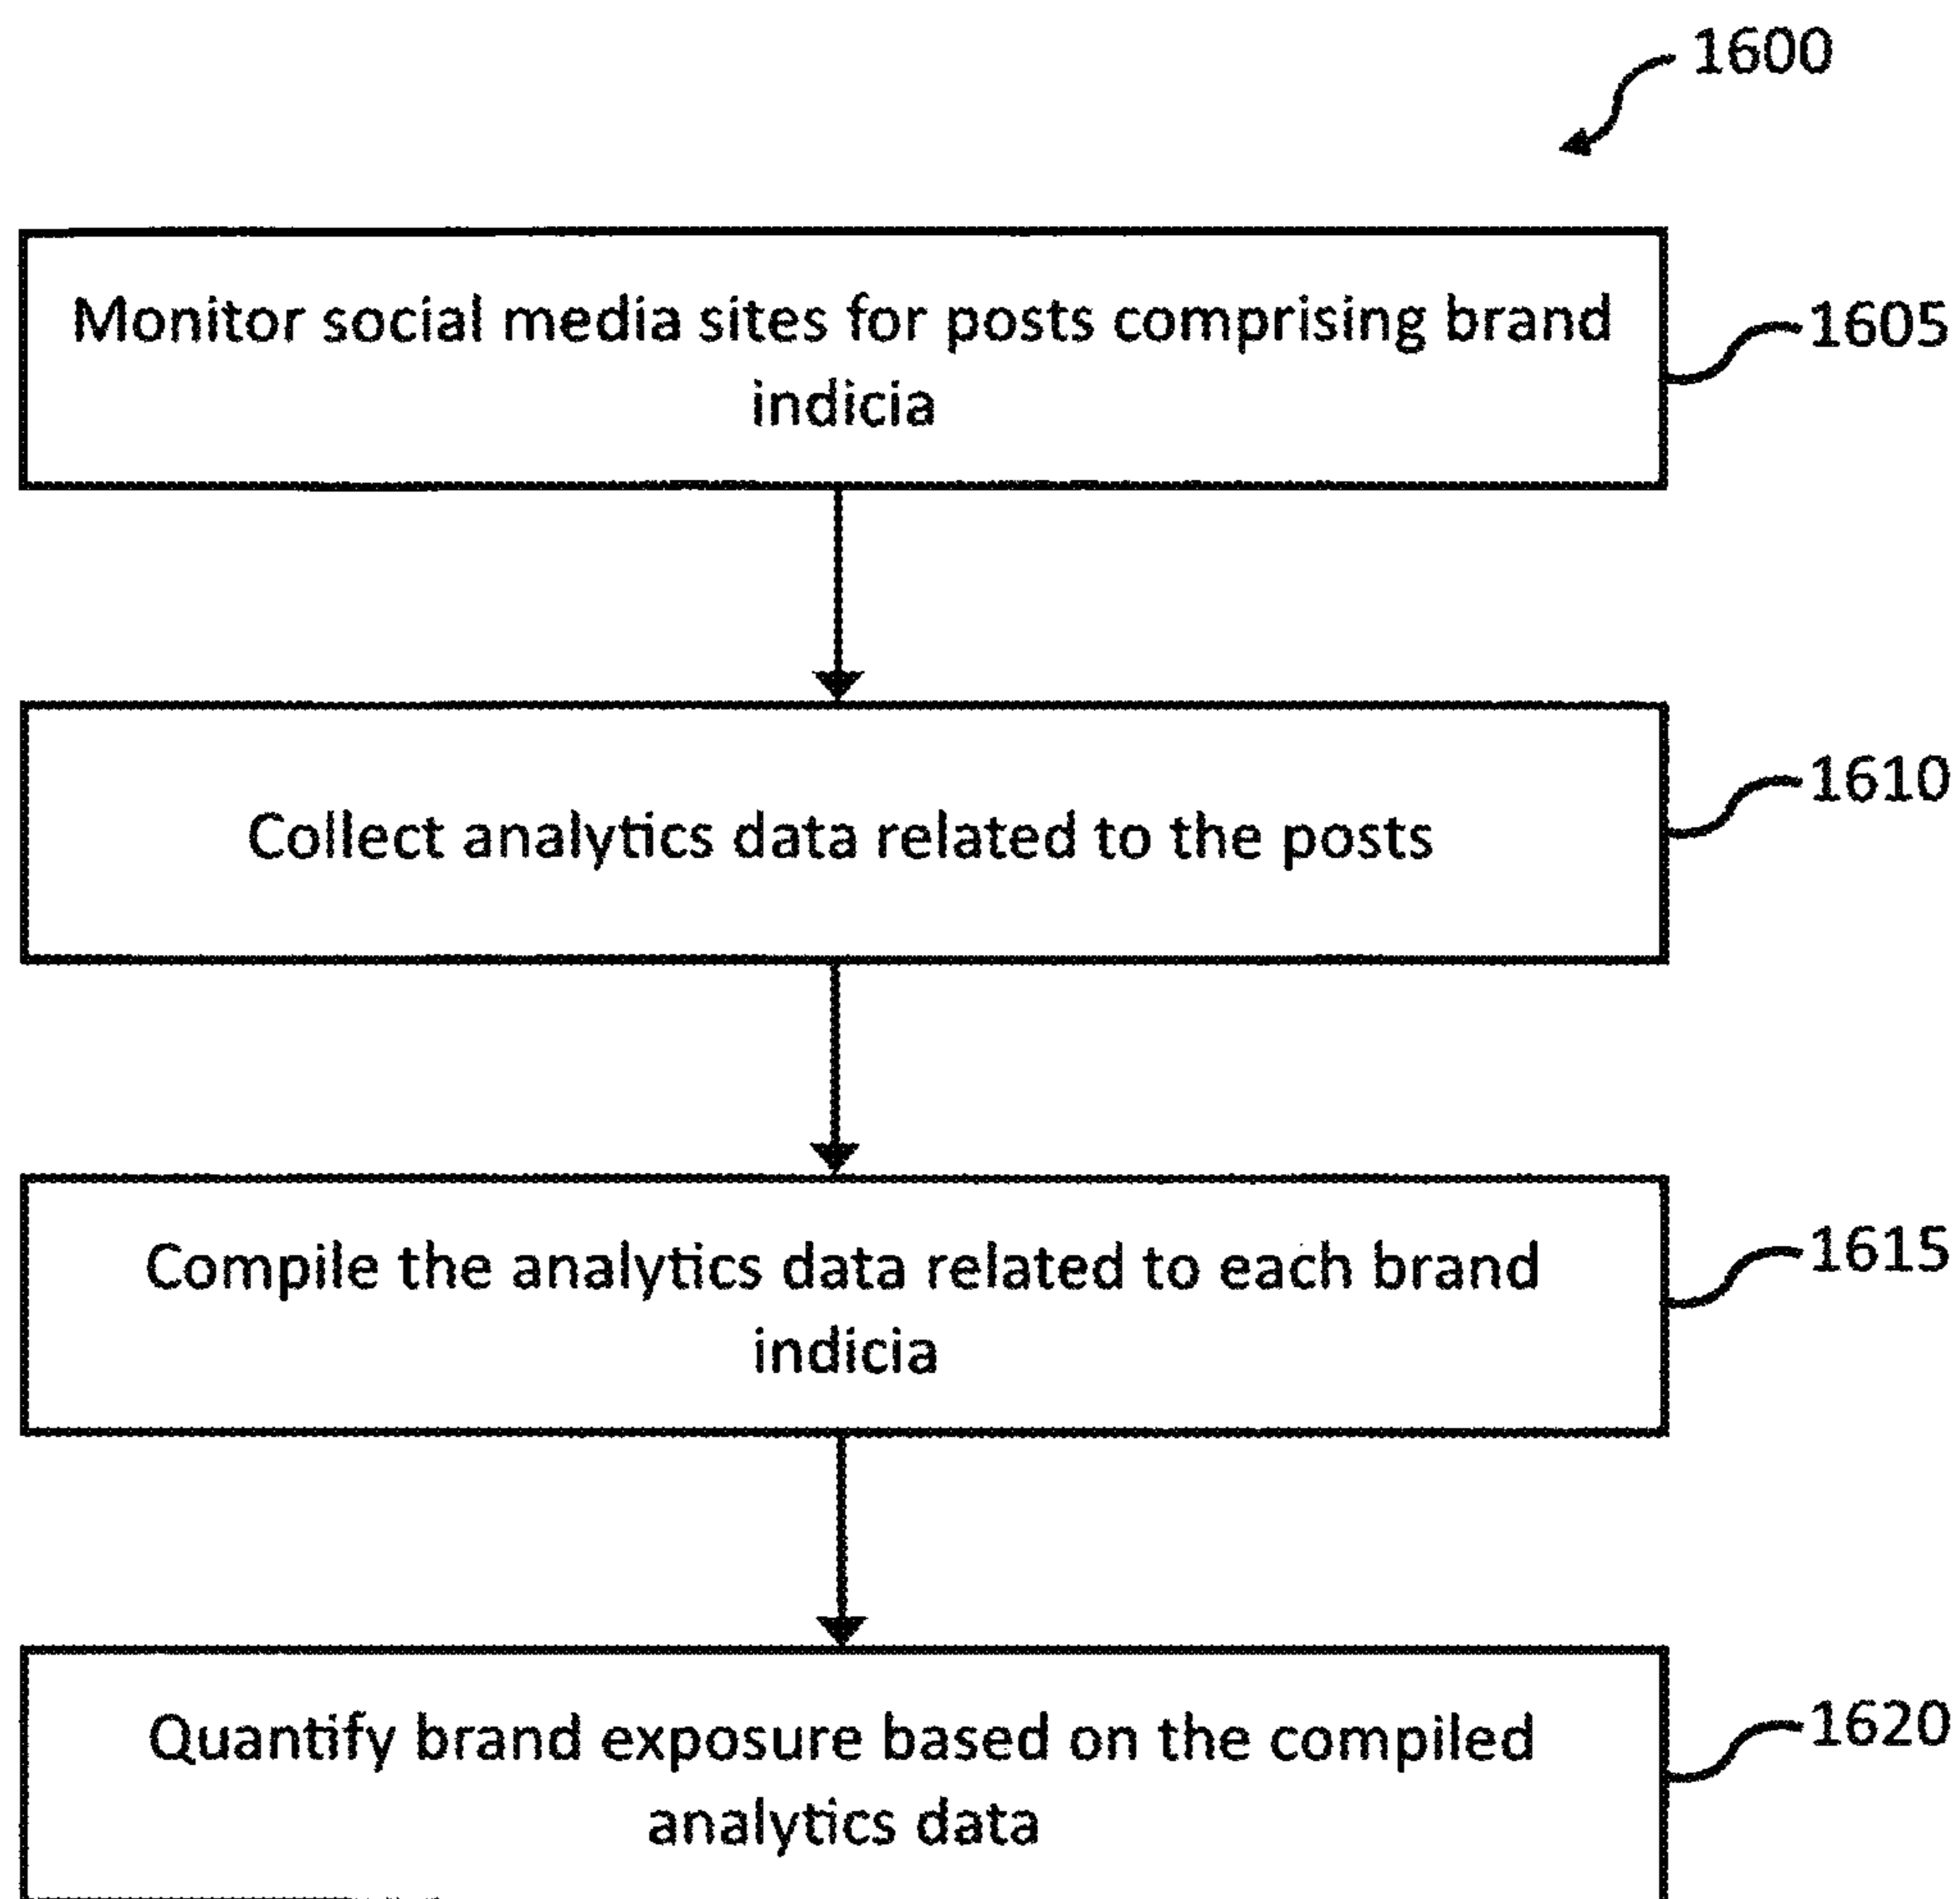 1600
Monitor social media sites for posts comprising brand
indicia
1605
Collect analytics data related to the posts
1610
Compile the analytics data related to each brand
indicia
1615
Quantify brand exposure based on the compiled
analytics data
1620